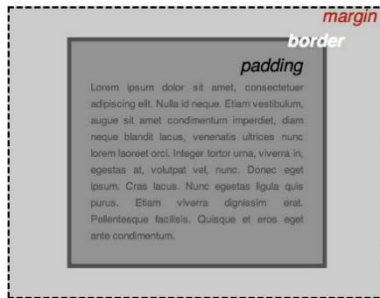 margin
border
padding
Lorem ipsum dolor sit amet, consectetuer
adipiscing elit. Nulla id neque. Etiam vestibulum,
augue sit amet condimentum imperdiet, diam
neque blandit lacus, venenatis ultrices nunc
lorem laoreet orci. Integer tortor urna, viverra in,
egestas at, volutpat vel, nunc. Donec eget
ipsum. Cras lacus. Nunc egestas ligula quis
purus. Etiam viverra dignissim erat.
Pellentesque facilisis. Quisque et eros eget
ante condimentum.